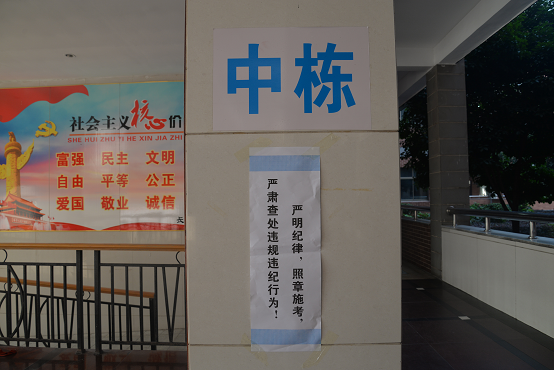 中栋
社会主义核心价
SHE HUI ZHU YI HE XIN JIA ZHI
富强 民主 文明
自由 平等 公正
爱国 敬业 诚信
严明纪律、照章施考，
严肃查处违规违纪行为！